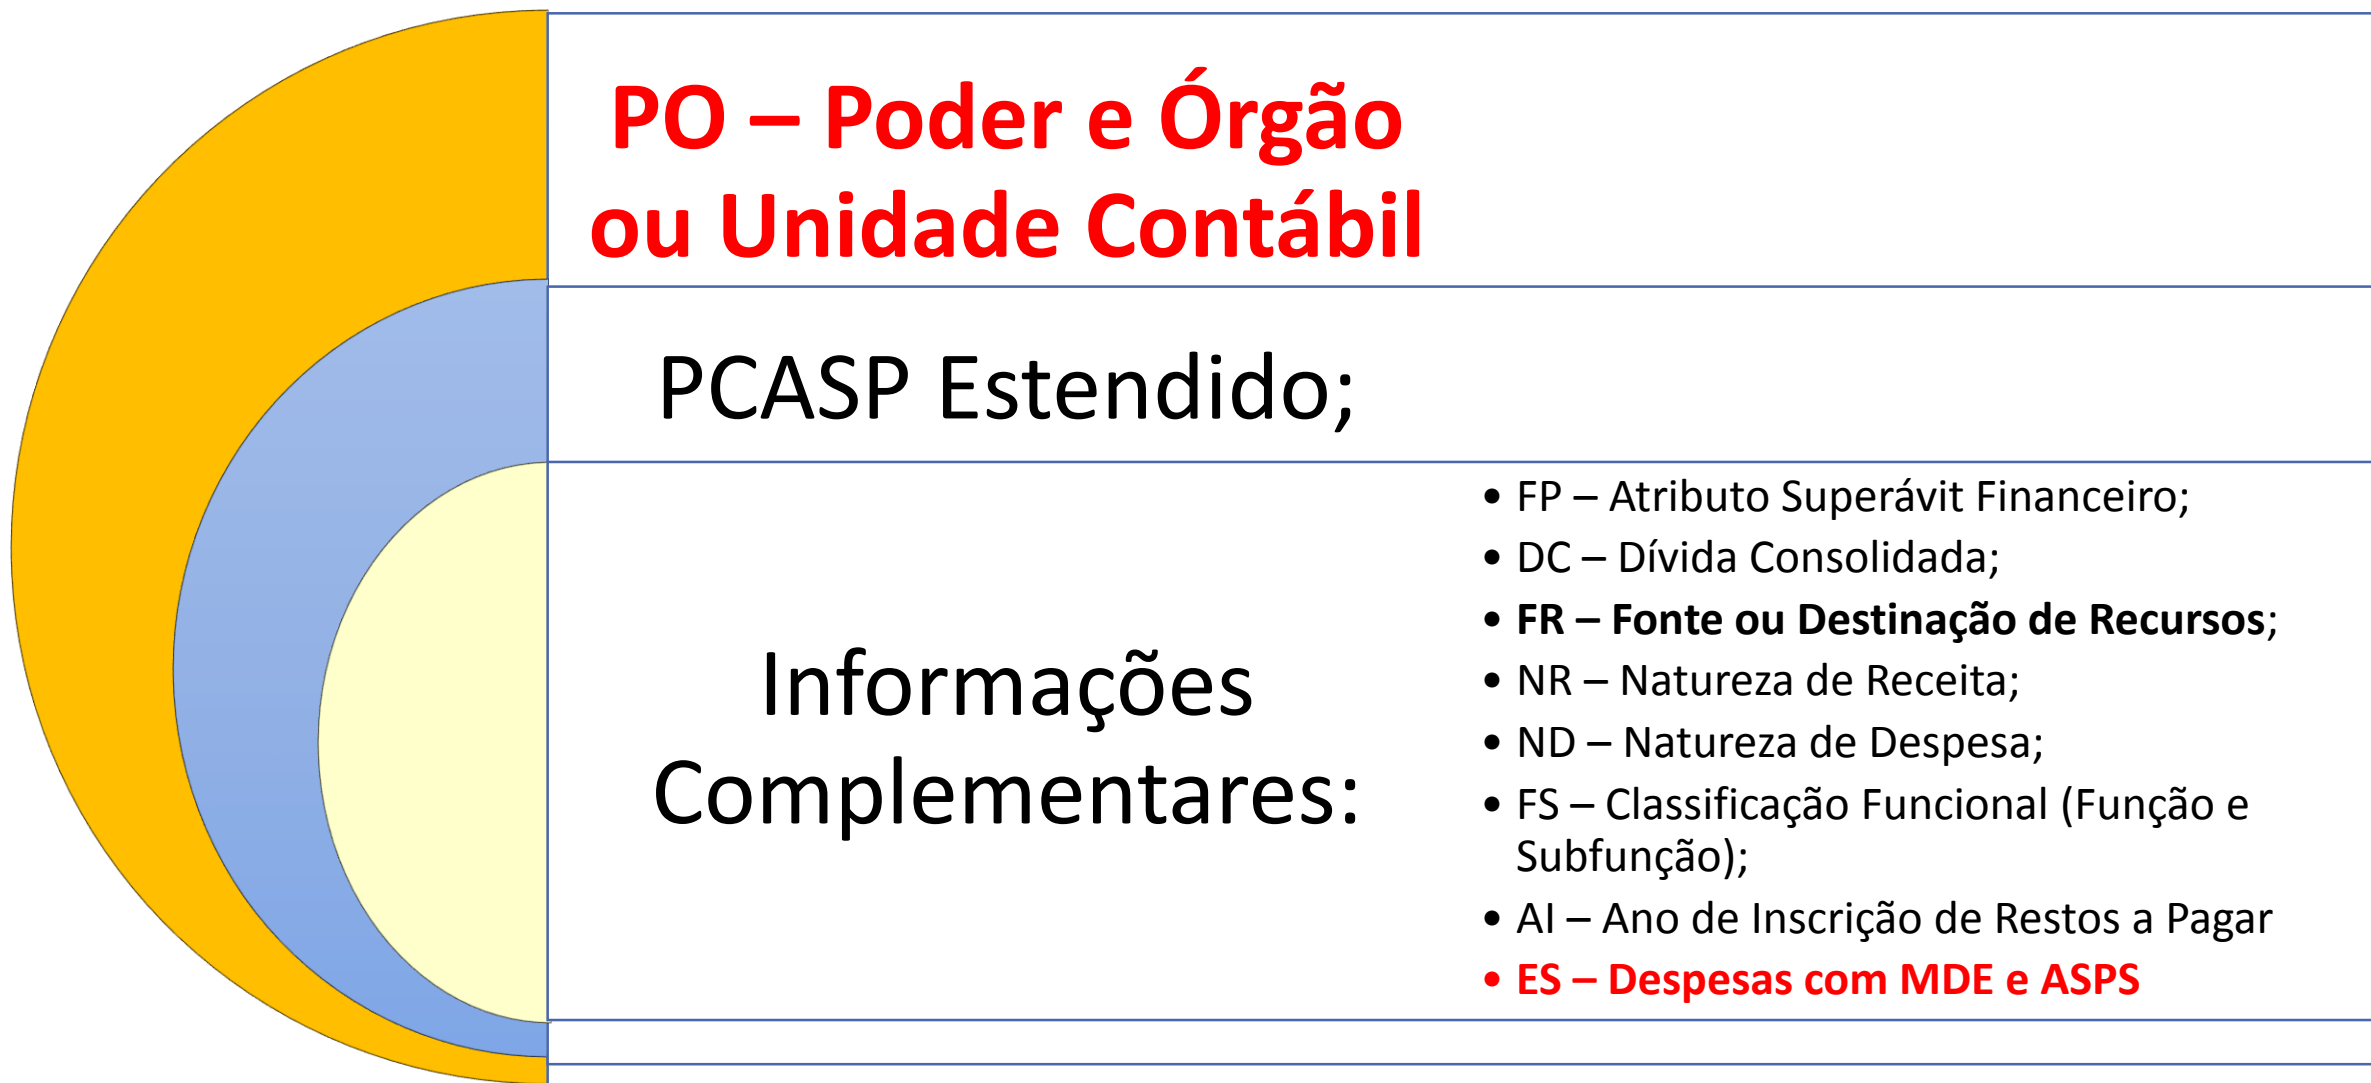 PO – Poder e Órgão
ou Unidade Contábil
PCASP Estendido;
Informações
Complementares:
• FP – Atributo Superávit Financeiro;
• DC – Dívida Consolidada;
• FR – Fonte ou Destinação de Recursos;
• NR – Natureza de Receita;
• ND – Natureza de Despesa;
• FS – Classificação Funcional (Função e
Subfunção);
• AI – Ano de Inscrição de Restos a Pagar
• ES – Despesas com MDE e ASPS